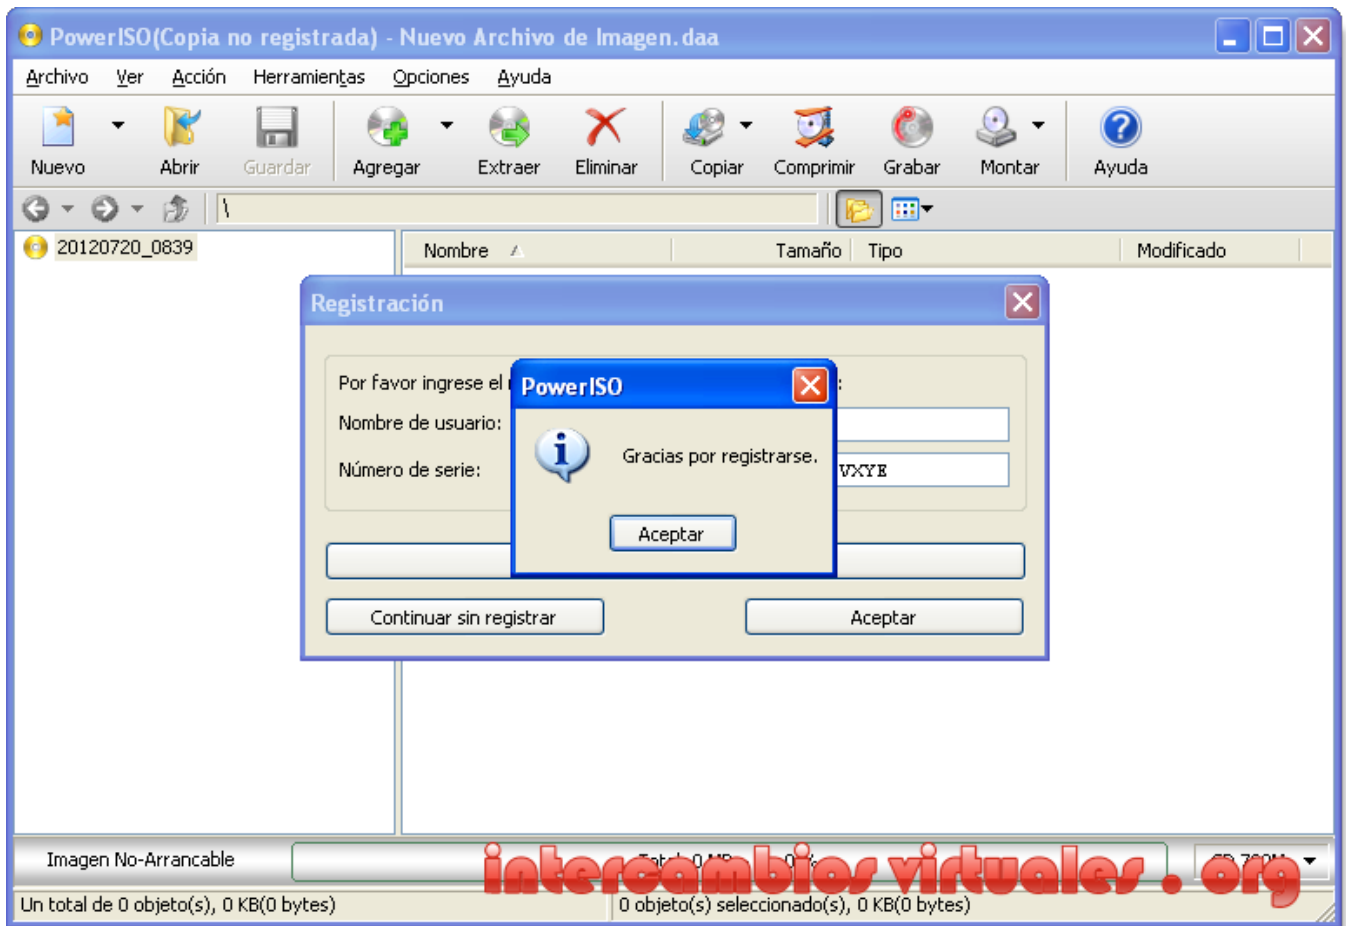 PowerISO(Copia no registrada) - Nuevo Archivo de Imagen.daa
Archivo Ver Acción Herramientas Opciones Ayuda
Nuevo Abrir Guardar Agregar Extraer Eliminar Copiar Comprimir Grabar Montar Ayuda
\
20120720_0839
Nombre Tamaño Tipo Modificado
Registración
Por favor ingrese el
PowerISO
:
Nombre de usuario:
Gracias por registrarse.
Número de serie:
VXYE
Aceptar
Continuar sin registrar Aceptar
Imagen No-Arrancable
intercambios virtuales . org
Un total de 0 objeto(s), 0 KB(0 bytes) 0 objeto(s) seleccionado(s), 0 KB(0 bytes)